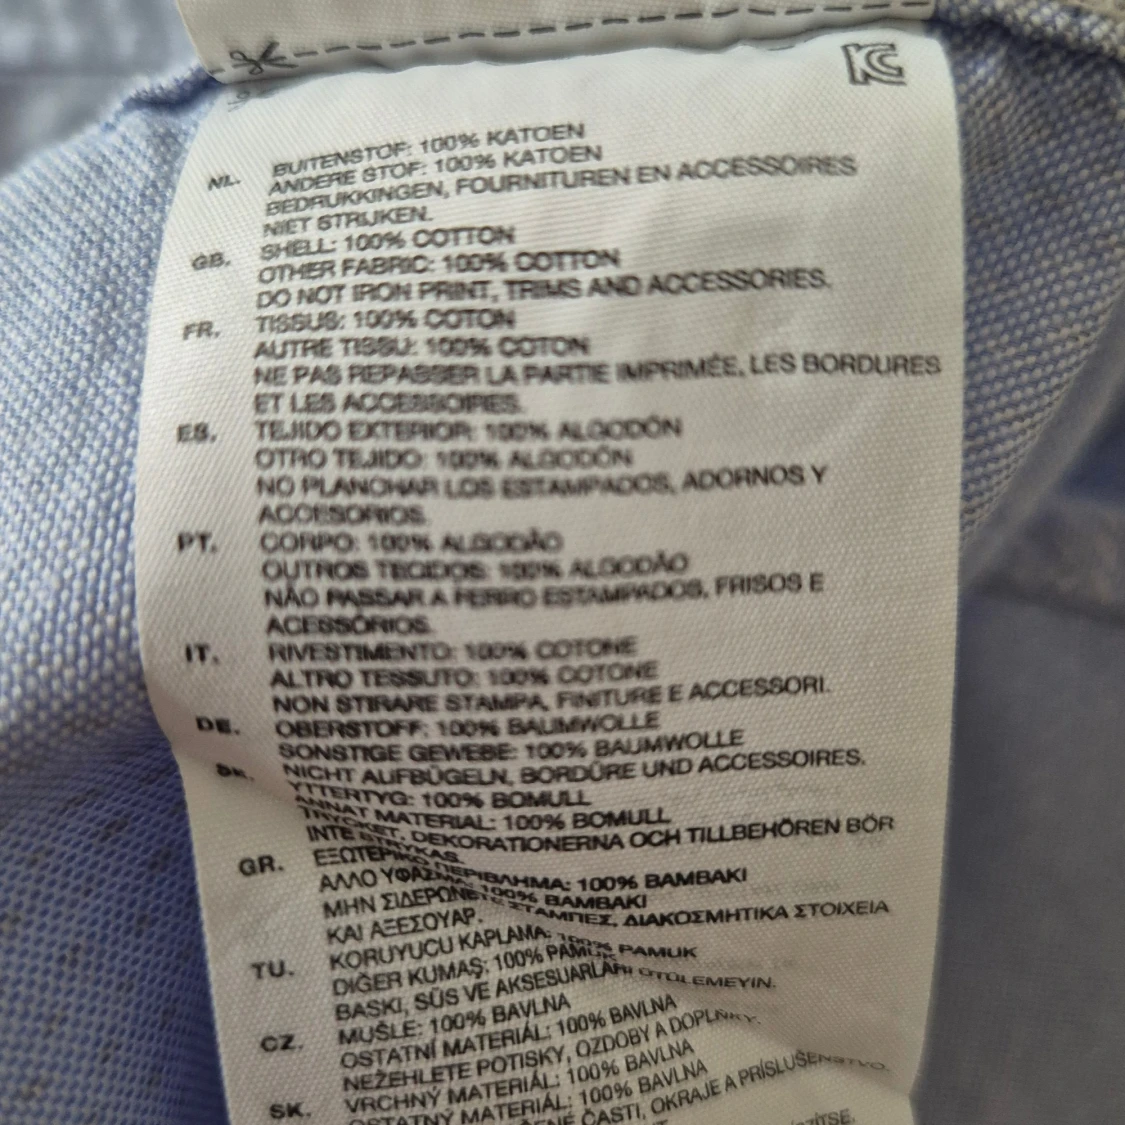 KC
NL. BUITENSTOF: 100% KATOEN
ANDERE STOF: 100% KATOEN
BEDRUKKINGEN, FOURNITUREN EN ACCESSOIRES
NIET STRIJKEN.
GB. SHELL: 100% COTTON
OTHER FABRIC: 100% COTTON
DO NOT IRON PRINT, TRIMS AND ACCESSORIES.
FR. TISSUS: 100% COTON
AUTRE TISSU: 100% COTON
NE PAS REPASSER LA PARTIE IMPRIMÉE, LES BORDURES
ET LES ACCESSOIRES.
ES. TEJIDO EXTERIOR: 100% ALGODÓN
OTRO TEJIDO: 100% ALGODÓN
NO PLANCHAR LOS ESTAMPADOS, ADORNOS Y
ACCESORIOS.
PT. CORPO: 100% ALGODÃO
OUTROS TECIDOS: 100% ALGODÃO
NÃO PASSAR A FERRO ESTAMPADOS, FRISOS E
ACESSÓRIOS.
IT. RIVESTIMENTO: 100% COTONE
ALTRO TESSUTO: 100% COTONE
NON STIRARE STAMPA, FINITURE E ACCESSORI.
DE. OBERSTOFF: 100% BAUMWOLLE
SONSTIGE GEWEBE: 100% BAUMWOLLE
NICHT AUFBÜGELN, BORDÜRE UND ACCESSOIRES.
YTTERTYG: 100% BOMULL
ANNAT MATERIAL: 100% BOMULL
TRYCKET, DEKORATIONERNA OCH TILLBEHÖREN BÖR
INTE STRYKAS.
GR. ΕΞΩΤΕΡΙΚΟ ΠΕΡΙΒΛΗΜΑ: 100% ΒΑΜΒΑΚΙ
ΑΛΛΟ ΥΦΑΣΜΑ: 100% ΒΑΜΒΑΚΙ
ΜΗΝ ΣΙΔΕΡΩΝΕΤΕ ΣΤΑΜΠΕΣ, ΔΙΑΚΟΣΜΗΤΙΚΑ ΣΤΟΙΧΕΙΑ
ΚΑΙ ΑΞΕΣΟΥΑΡ.
TU. KORUYUCU KAPLAMA: 100% PAMUK
DİĞER KUMAŞ: 100% PAMUK
BASKI, SÜS VE AKSESUARLARI ÜTÜLEMEYIN.
CZ. MUŠLE: 100% BAVLNA
OSTATNÍ MATERIÁL: 100% BAVLNA
NEŽEHLETE POTISKY, OZDOBY A DOPLŇKY.
SK. VRCHNÝ MATERIÁL: 100% BAVLNA
OSTATNÝ MATERIÁL: 100% BAVLNA
ČASTI, OKRAJE A PRÍSLUŠENSTVO.